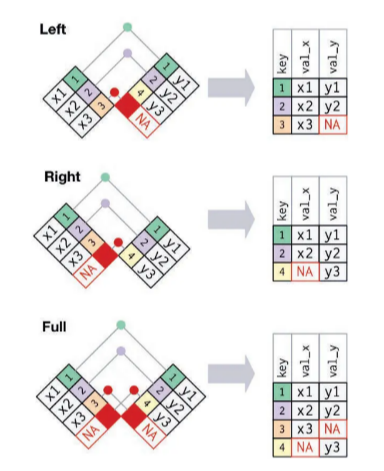 Left
x1 1
x2 2
x3 3
1 y1
2 y2
4 y3
NA
key val_x val_y
1 x1 y1
2 x2 y2
3 x3 NA
Right
x1 1
x2 2
x3 3
NA
1 y1
2 y2
4 y3
key val_x val_y
1 x1 y1
2 x2 y2
4 NA y3
Full
x1 1
x2 2
x3 3
NA
1 y1
2 y2
4 y3
NA
key val_x val_y
1 x1 y1
2 x2 y2
3 x3 NA
4 NA y3